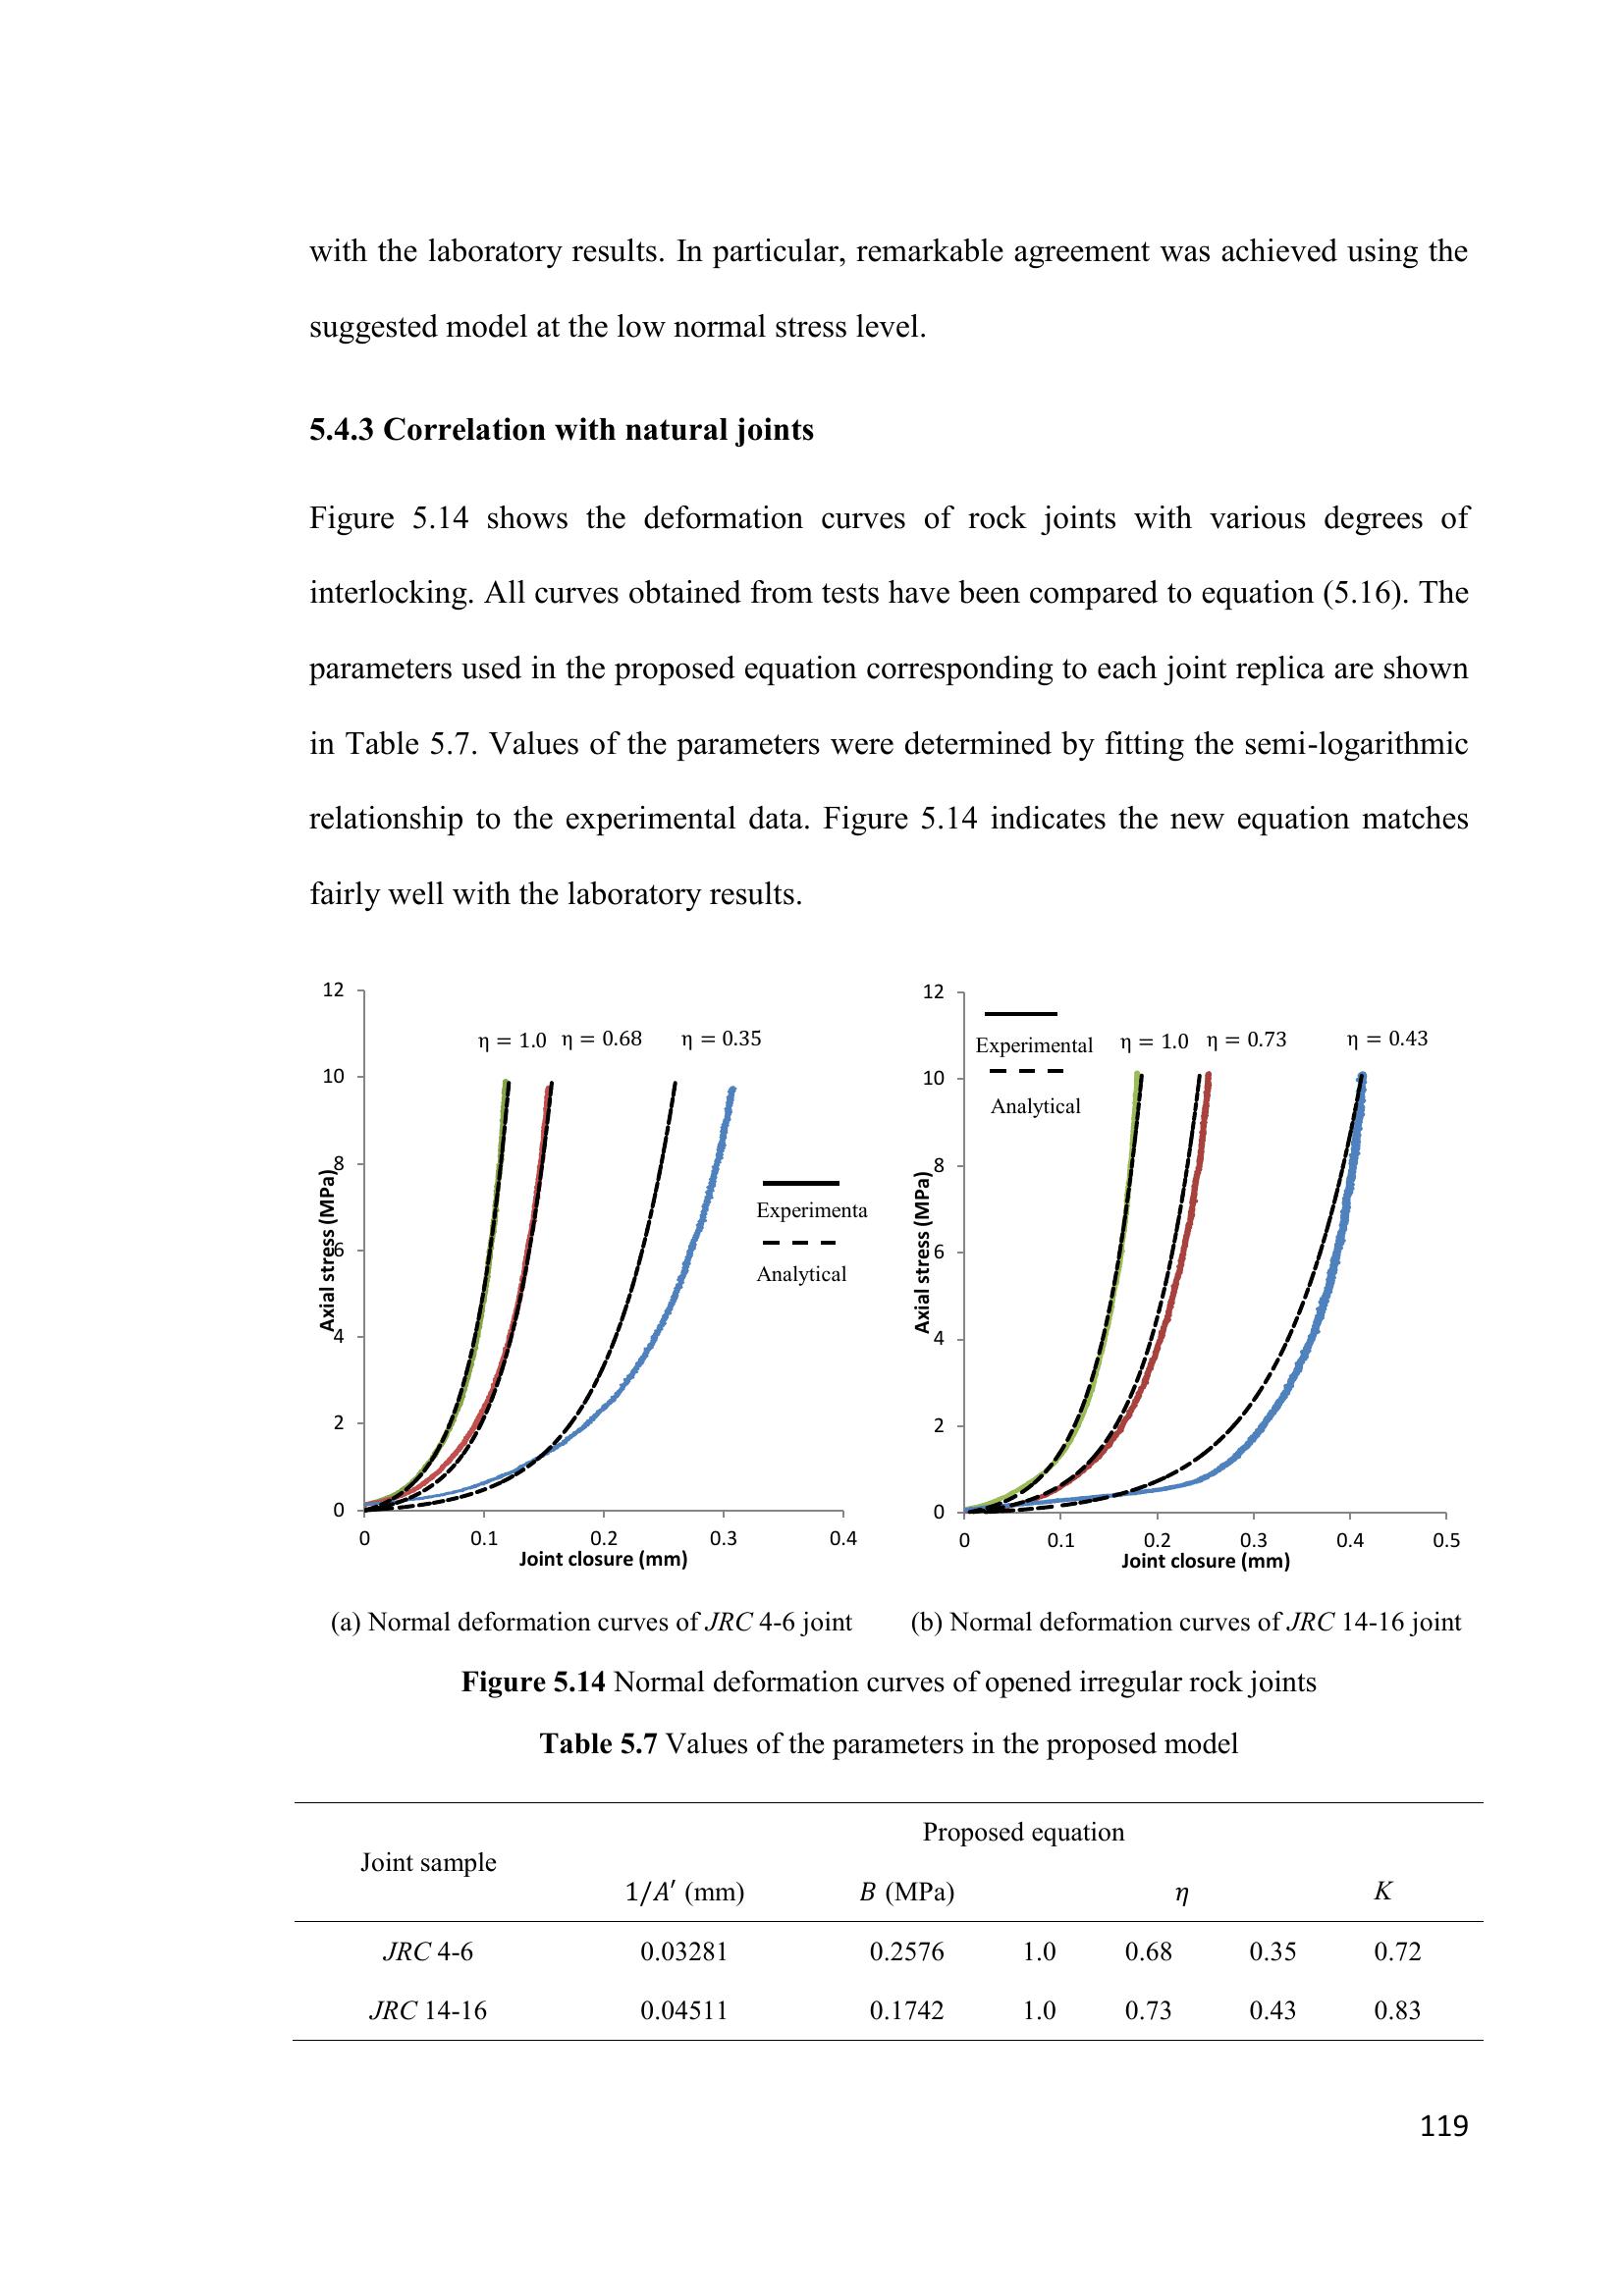 with the laboratory results. In particular, remarkable agreement was achieved using the
suggested model at the low normal stress level.
5.4.3 Correlation with natural joints
Figure 5.14 shows the deformation curves of rock joints with various degrees of
interlocking. All curves obtained from tests have been compared to equation (5.16). The
parameters used in the proposed equation corresponding to each joint replica are shown
in Table 5.7. Values of the parameters were determined by fitting the semi-logarithmic
relationship to the experimental data. Figure 5.14 indicates the new equation matches
fairly well with the laboratory results.
12
10
8
6
4
2
0
Axial stress (MPa)
η = 1.0 η = 0.68 η = 0.35
Experimenta
Analytical
0 0.1 0.2 0.3 0.4
Joint closure (mm)
12
10
8
6
4
2
0
Axial stress (MPa)
Experimental
Analytical
η = 1.0 η = 0.73 η = 0.43
0 0.1 0.2 0.3 0.4 0.5
Joint closure (mm)
(a) Normal deformation curves of JRC 4-6 joint
(b) Normal deformation curves of JRC 14-16 joint
Figure 5.14 Normal deformation curves of opened irregular rock joints
Table 5.7 Values of the parameters in the proposed model
Joint sample
Proposed equation
1/A′ (mm) B (MPa) η K
JRC 4-6 0.03281 0.2576 1.0 0.68 0.35 0.72
JRC 14-16 0.04511 0.1742 1.0 0.73 0.43 0.83
119